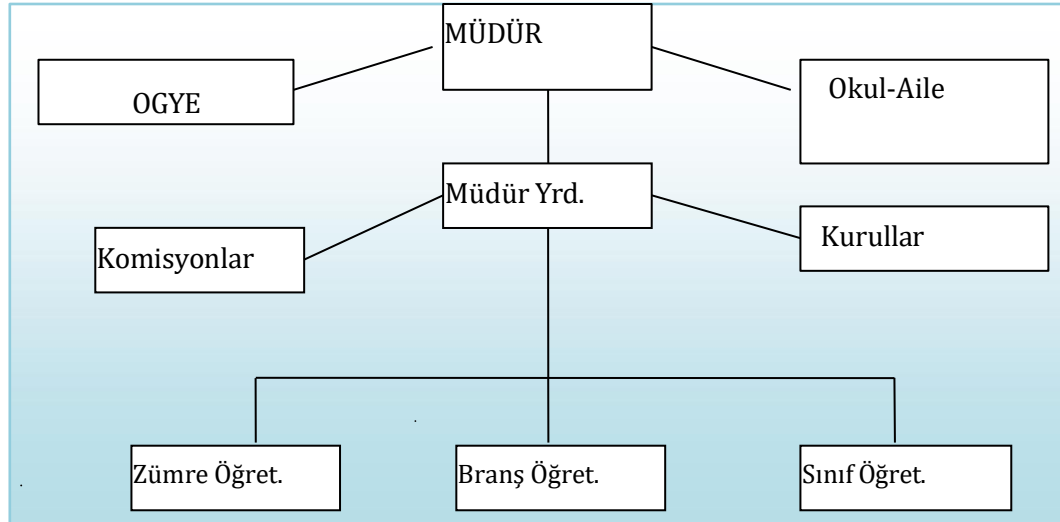 MÜDÜR
OGYE
Okul-Aile
Müdür Yrd.
Komisyonlar
Kurullar
Zümre Öğret.
Branş Öğret.
Sınıf Öğret.